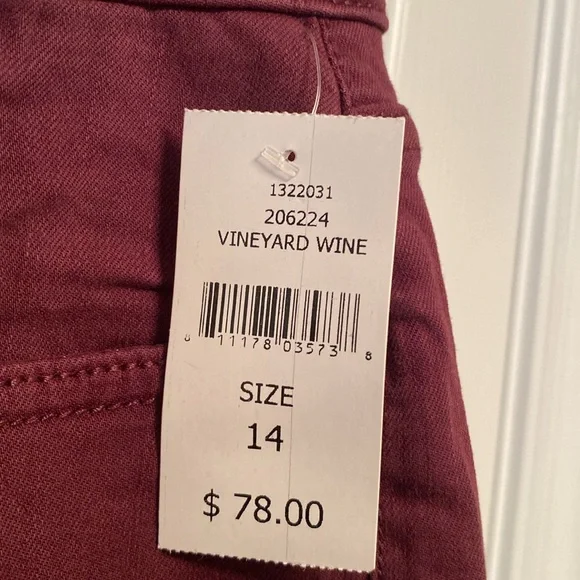 1322031
206224
VINEYARD WINE
8 11178 03573 8
SIZE
14
$ 78.00